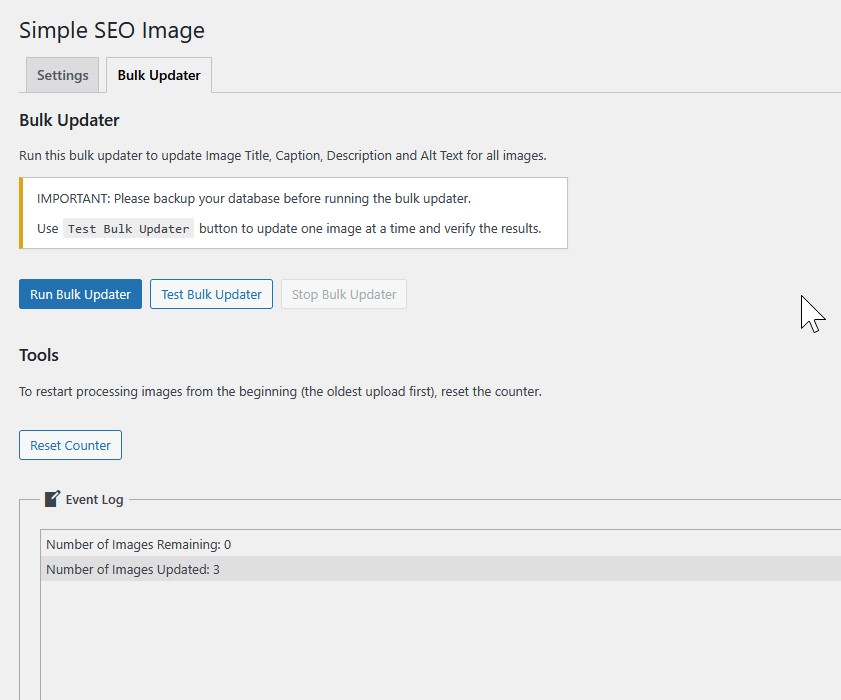 Simple SEO Image
Settings
Bulk Updater
Bulk Updater
Run this bulk updater to update Image Title, Caption, Description and Alt Text for all images.
IMPORTANT: Please backup your database before running the bulk updater.
Use Test Bulk Updater button to update one image at a time and verify the results.
Run Bulk Updater
Test Bulk Updater
Stop Bulk Updater
Tools
To restart processing images from the beginning (the oldest upload first), reset the counter.
Reset Counter
Event Log
Number of Images Remaining: 0
Number of Images Updated: 3